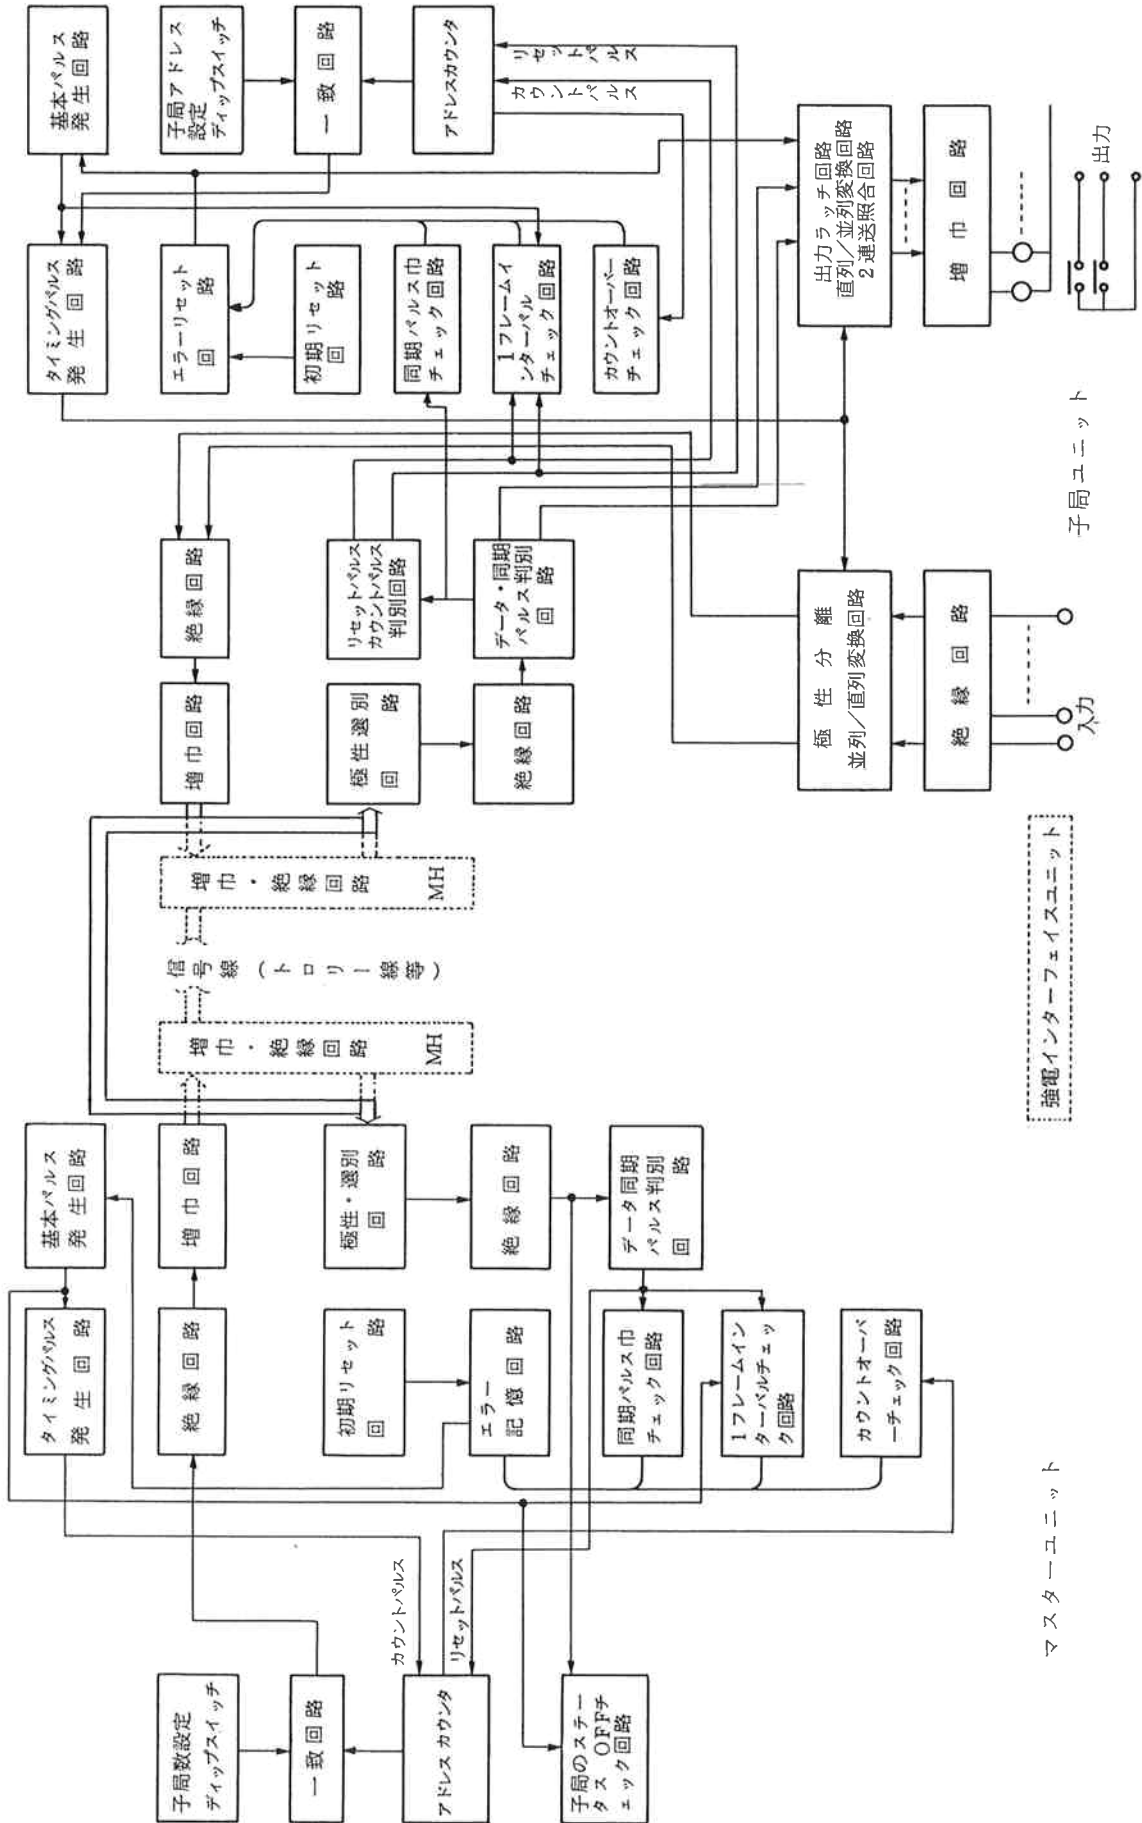 子局数設定
ディップスイッチ
一致回路
アドレスカウンタ
子局のステー
タス OFFチ
ェック回路
カウントパルス
リセットパルス
タイミングパルス
発生回路
基本パルス
発生回路
絶縁回路
増巾回路
初期リセット
回路
極性・選別
回路
エラー
記憶回路
絶縁回路
同期パルス巾
チェック回路
データ同期
パルス判別
回路
1フレームイン
ターバルチェッ
ク回路
カウントオーバ
ーチェック回路
マスターユニット
増巾・絶縁回路
MH
信号線(トロリー線等)
増巾・絶縁回路
MH
強電インターフェイスユニット
増巾回路
絶縁回路
極性選別
回路
リセットパルス
カウントパルス
判別回路
絶縁回路
データ・同期
パルス判別
回路
タイミングパルス
発生回路
基本パルス
発生回路
エラーリセット
回路
子局アドレス
設定
ディップスイッチ
初期リセット
回路
一致回路
同期パルス巾
チェック回路
アドレスカウンタ
1フレームイ
ンターバル
チェック回路
カウントパルス
リセットパルス
カウントオーバー
チェック回路
極性分離
並列/直列変換回路
出力ラッチ回路
直列/並列変換回路
2連送照合回路
絶縁回路
増巾回路
入力
出力
子局ユニット